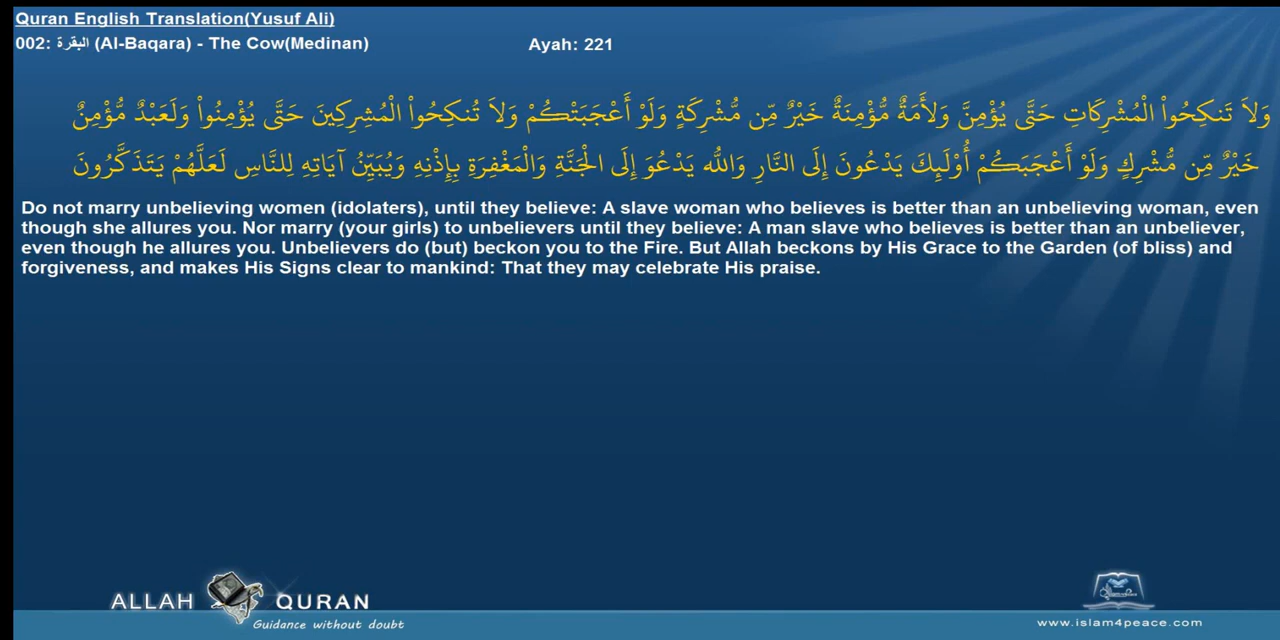 Quran English Translation(Yusuf Ali)
002: البقرة (Al-Baqara) - The Cow(Medinan) Ayah: 221
وَلاَ تَنكِحُواْ الْمُشْرِكَاتِ حَتَّى يُؤْمِنَّ وَلأَمَةٌ مُّؤْمِنَةٌ خَيْرٌ مِّن مُّشْرِكَةٍ وَلَوْ أَعْجَبَتْكُمْ وَلاَ تُنكِحُواْ الْمُشِرِكِينَ حَتَّى يُؤْمِنُواْ وَلَعَبْدٌ مُّؤْمِنٌ
خَيْرٌ مِّن مُّشْرِكٍ وَلَوْ أَعْجَبَكُمْ أُوْلَئِكَ يَدْعُونَ إِلَى النَّارِ وَاللّه يَدْعُوَ إِلَى الْجَنَّةِ وَالْمَغْفِرَةِ بِإِذْنِهِ وَيُبَيِّنُ آيَاتِهِ لِلنَّاسِ لَعَلَّهُمْ يَتَذَكَّرُونَ
Do not marry unbelieving women (idolaters), until they believe: A slave woman who believes is better than an unbelieving woman, even
though she allures you. Nor marry (your girls) to unbelievers until they believe: A man slave who believes is better than an unbeliever,
even though he allures you. Unbelievers do (but) beckon you to the Fire. But Allah beckons by His Grace to the Garden (of bliss) and
forgiveness, and makes His Signs clear to mankind: That they may celebrate His praise.
ALLAH QURAN
Guidance without doubt
www.islam4peace.com